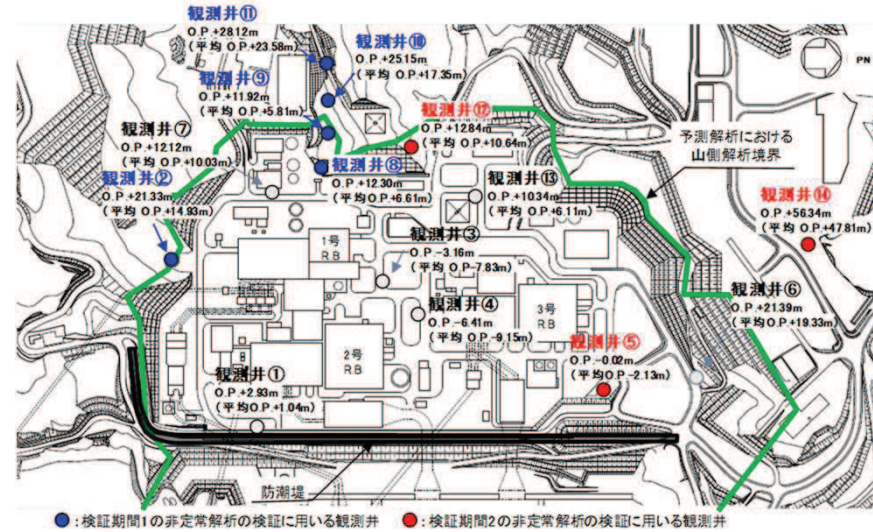 観測井⑪
O.P.+28.12m
(平均 O.P.+23.58m)
観測井⑩
O.P.+25.15m
(平均 O.P.+17.35m)
観測井⑨
O.P.+11.92m
(平均 O.P.+5.81m)
PN
観測井⑦
O.P.+12.12m
(平均 O.P.+10.03m)
観測井⑰
O.P.+12.84m
(平均 O.P.+10.64m)
予測解析における
山側解析境界
観測井②
O.P.+21.33m
(平均 O.P.+14.93m)
観測井⑧
O.P.+12.30m
(平均 O.P.+6.61m)
観測井⑬
O.P.+10.34m
(平均 O.P.+6.11m)
観測井⑭
O.P.+56.34m
(平均 O.P.+47.81m)
1号
R.B
観測井③
O.P.-3.16m
(平均 O.P.-7.83m)
観測井④
O.P.-6.41m
(平均 O.P.-9.15m)
3号
R.B
観測井⑥
O.P.+21.39m
(平均 O.P.+19.33m)
2号
R.B
観測井⑤
O.P.-0.02m
(平均 O.P.-2.13m)
観測井①
O.P.+2.93m
(平均 O.P.+1.04m)
防潮堤
:検証期間1の非定常解析の検証に用いる観測井
:検証期間2の非定常解析の検証に用いる観測井